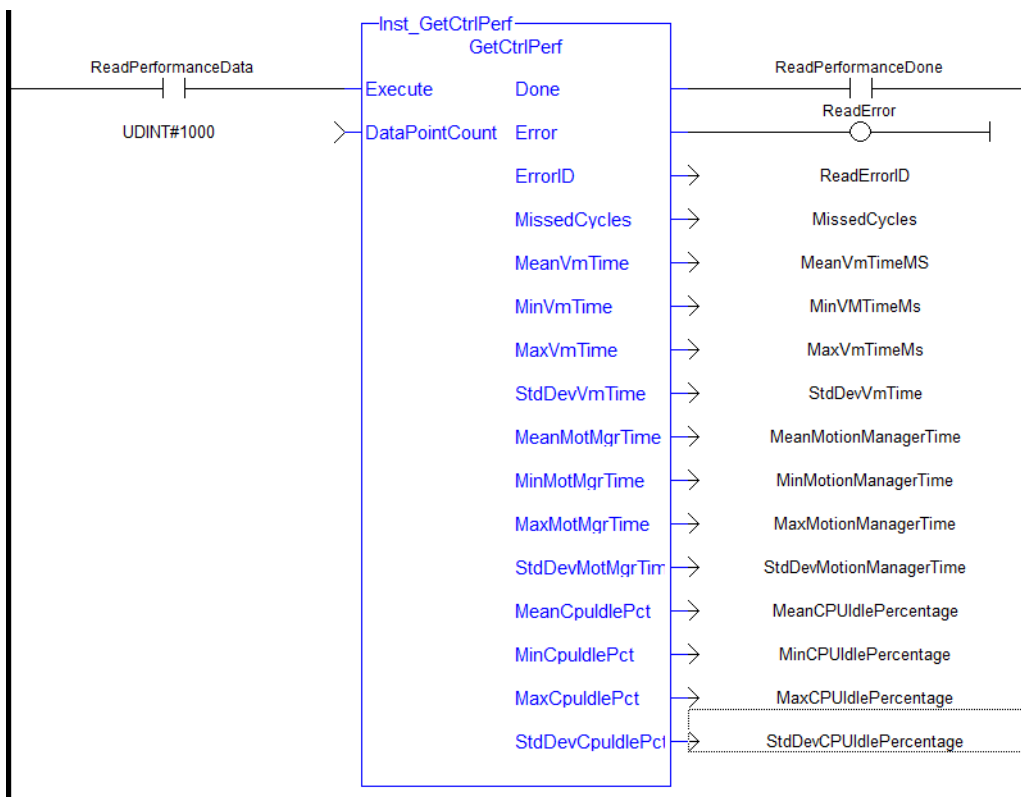 Inst_GetCtrlPerf
GetCtrlPerf
ReadPerformanceData Execute Done ReadPerformanceDone
UDINT#1000 DataPointCount Error ReadError
ErrorID ReadErrorID
MissedCycles MissedCycles
MeanVmTime MeanVmTimeMS
MinVmTime MinVMTimeMs
MaxVmTime MaxVmTimeMs
StdDevVmTime StdDevVmTime
MeanMotMgrTime MeanMotionManagerTime
MinMotMgrTime MinMotionManagerTime
MaxMotMgrTime MaxMotionManagerTime
StdDevMotMgrTim StdDevMotionManagerTime
MeanCpuIdlePct MeanCPUIdlePercentage
MinCpuIdlePct MinCPUIdlePercentage
MaxCpuIdlePct MaxCPUIdlePercentage
StdDevCpuIdlePct StdDevCPUIdlePercentage